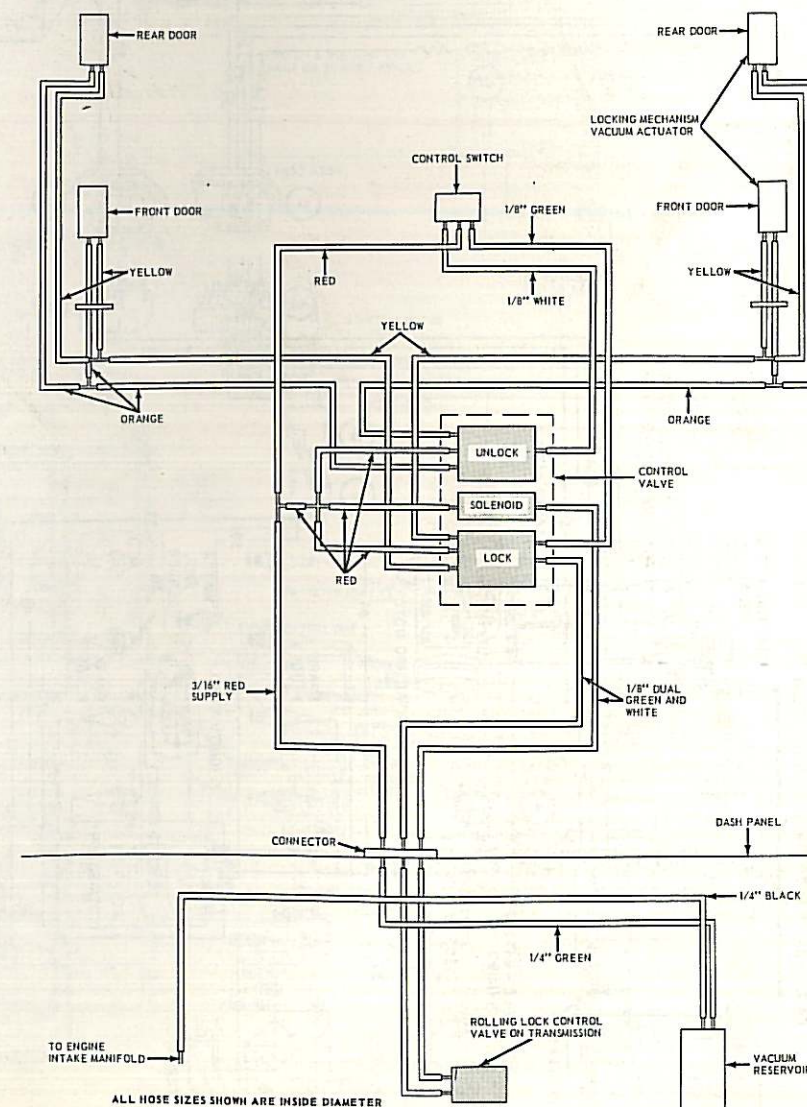 REAR DOOR
REAR DOOR
LOCKING MECHANISM
VACUUM ACTUATOR
CONTROL SWITCH
FRONT DOOR
1/8" GREEN
FRONT DOOR
RED
1/8" WHITE
YELLOW
YELLOW
YELLOW
ORANGE
ORANGE
UNLOCK
CONTROL
VALVE
SOLENOID
LOCK
RED
3/16" RED
SUPPLY
1/8" DUAL
GREEN AND
WHITE
DASH PANEL
CONNECTOR
1/4" BLACK
1/4" GREEN
ROLLING LOCK CONTROL
VALVE ON TRANSMISSION
TO ENGINE
INTAKE MANIFOLD
VACUUM
RESERVOIR
ALL HOSE SIZES SHOWN ARE INSIDE DIAMETER